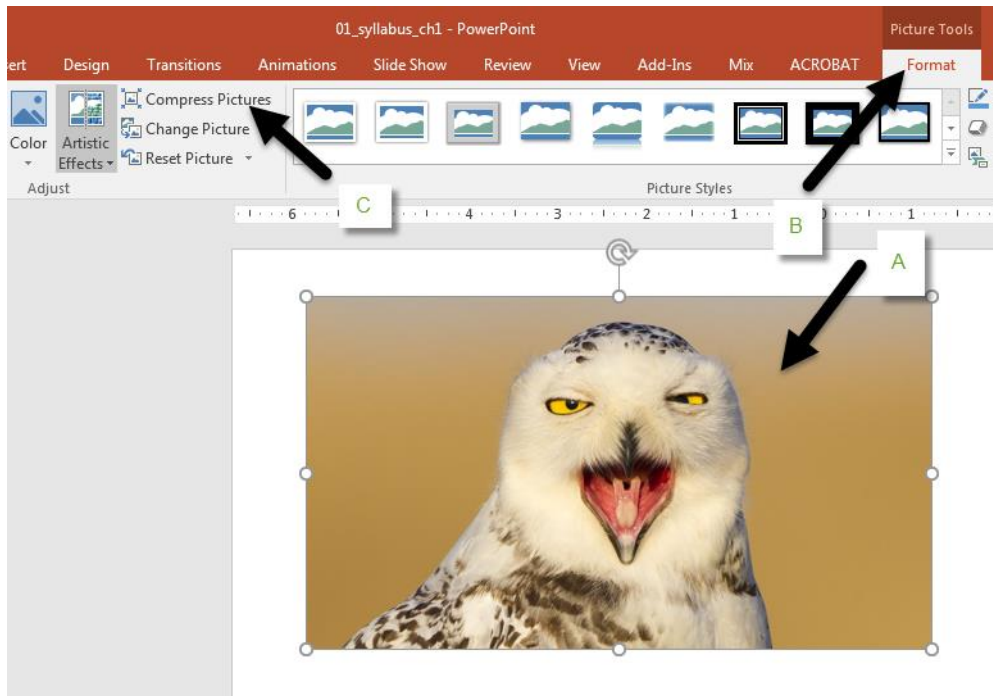 01_syllabus_ch1 - PowerPoint
Picture Tools
sert Design Transitions Animations Slide Show Review View Add-Ins Mix ACROBAT Format
Compress Pictures
Color Artistic Change Picture
Effects Reset Picture
Adjust Picture Styles
6 4 3 2 1 0 1
C
B
A